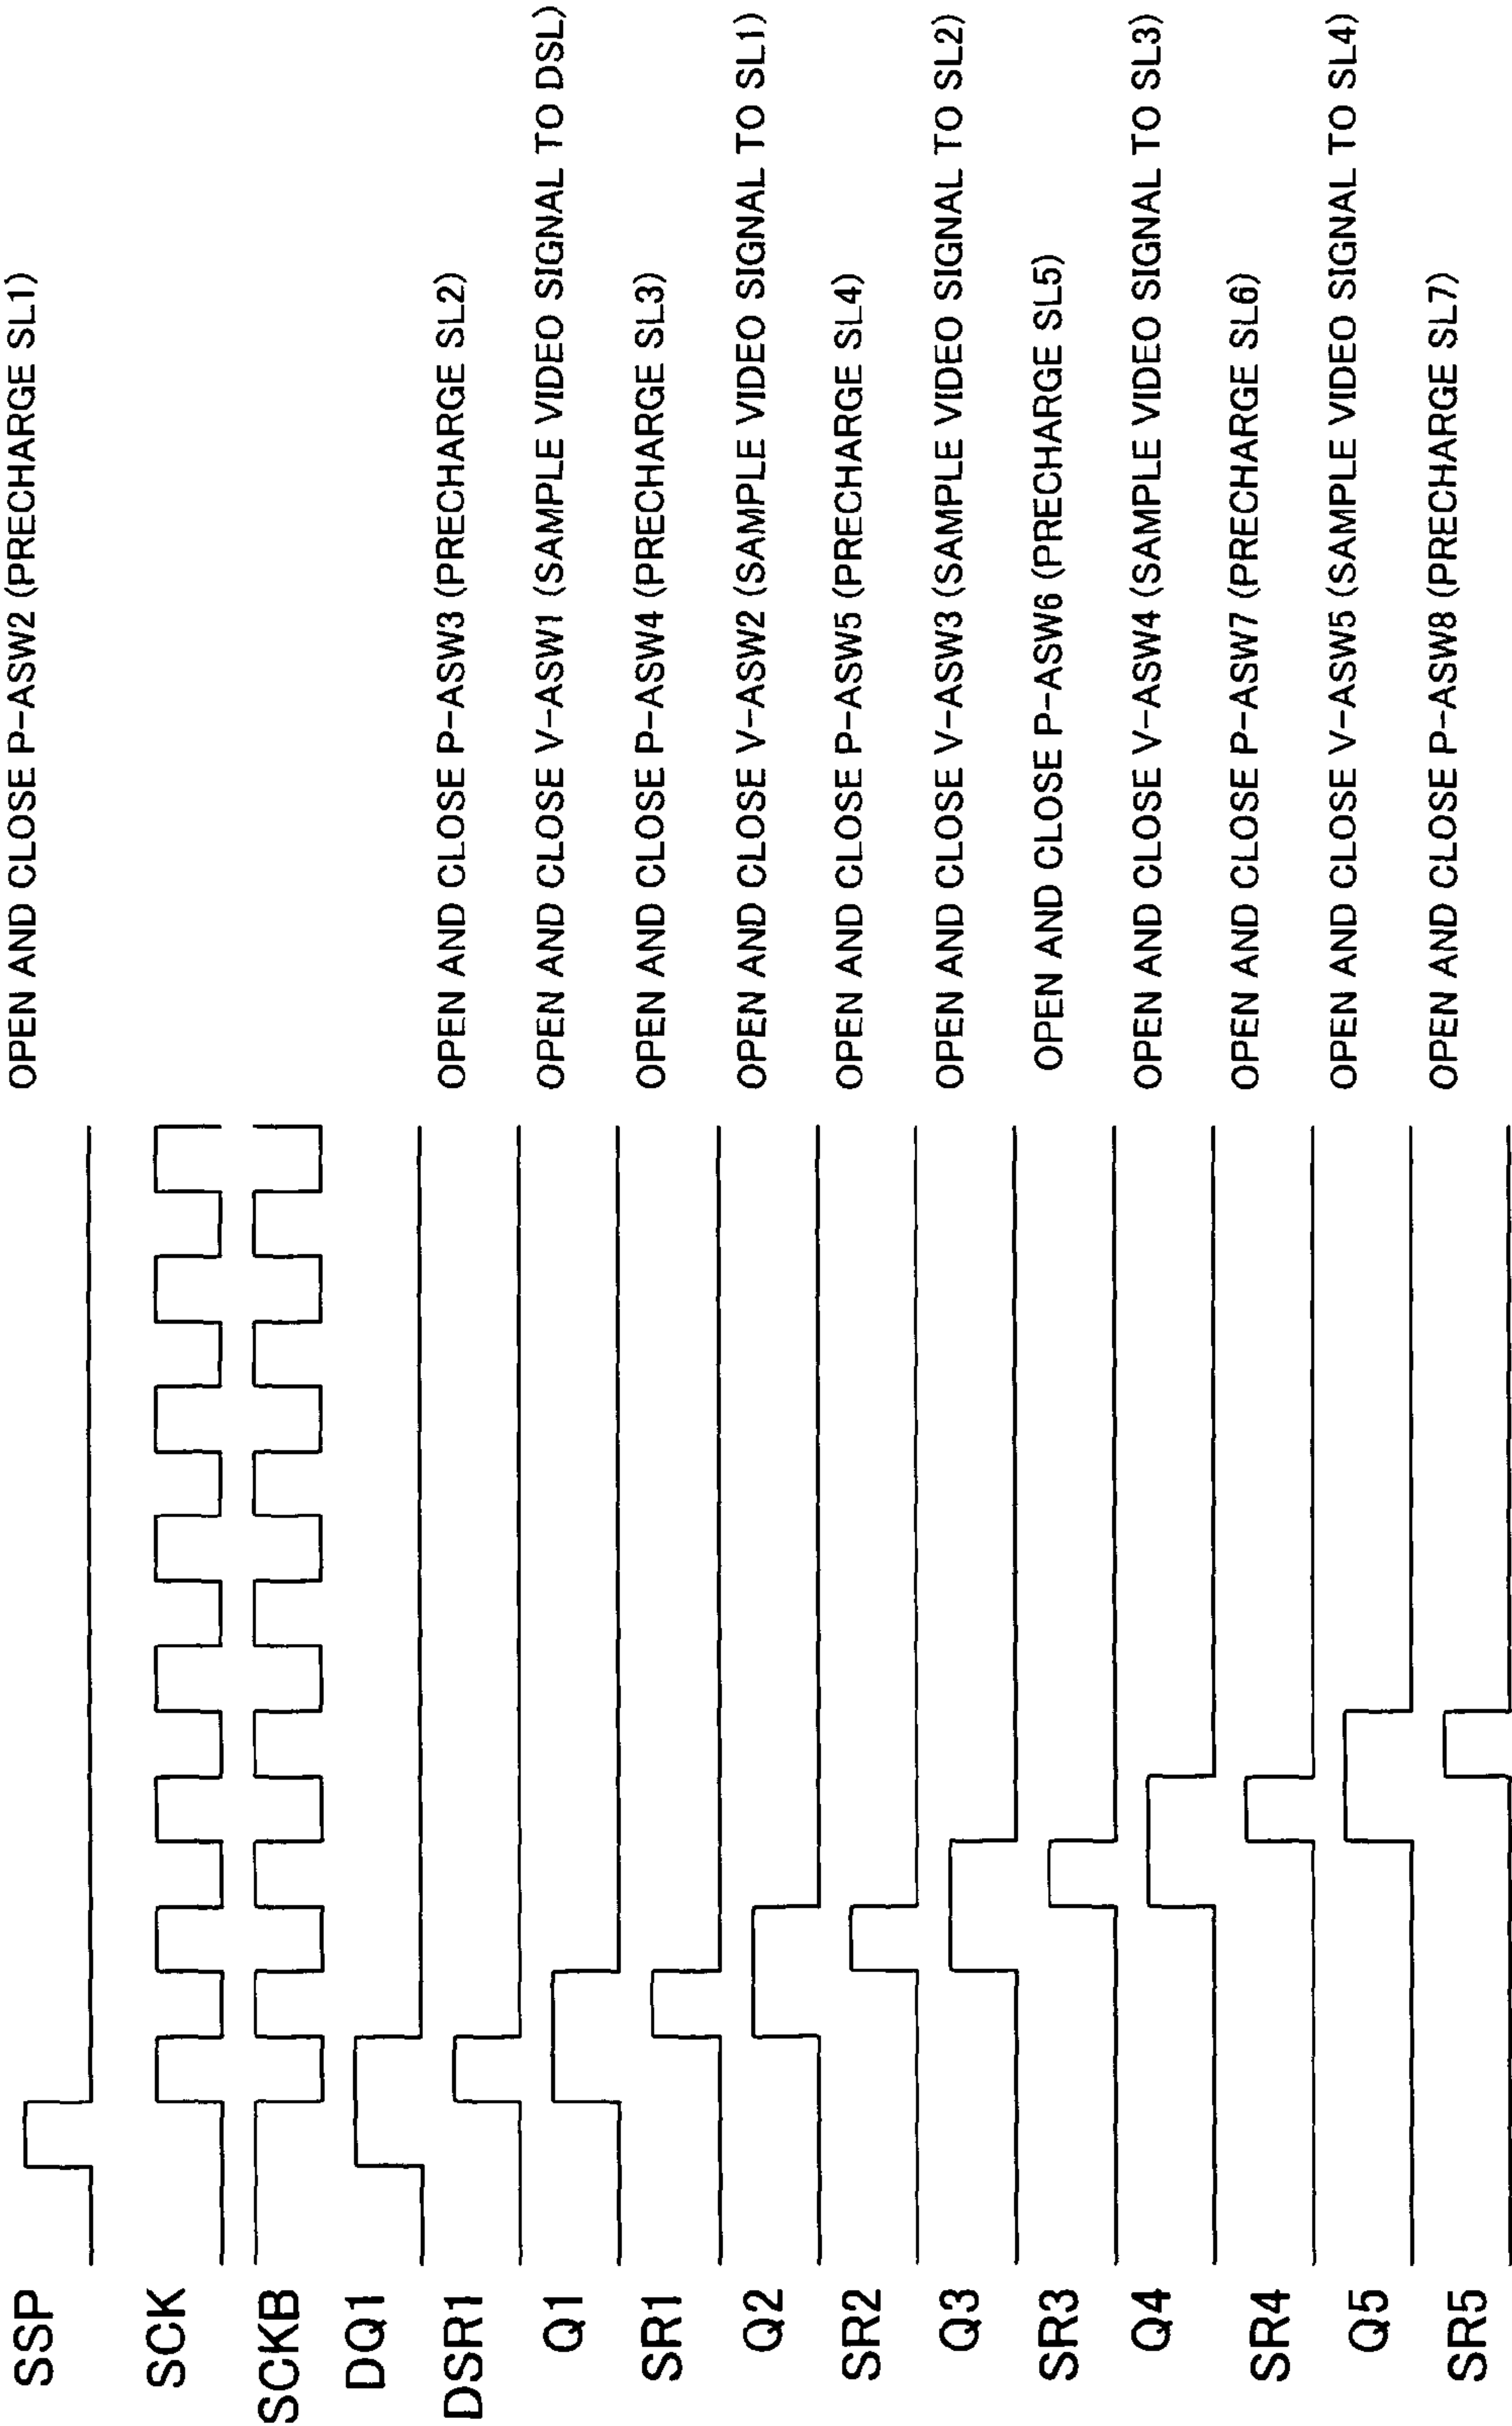 SSP OPEN AND CLOSE P-ASW2 (PRECHARGE SL1)
SCK
SCKB
DQ1
DSR1 OPEN AND CLOSE P-ASW3 (PRECHARGE SL2)
Q1 OPEN AND CLOSE V-ASW1 (SAMPLE VIDEO SIGNAL TO DSL)
SR1 OPEN AND CLOSE P-ASW4 (PRECHARGE SL3)
Q2 OPEN AND CLOSE V-ASW2 (SAMPLE VIDEO SIGNAL TO SL1)
SR2 OPEN AND CLOSE P-ASW5 (PRECHARGE SL4)
Q3 OPEN AND CLOSE V-ASW3 (SAMPLE VIDEO SIGNAL TO SL2)
SR3 OPEN AND CLOSE P-ASW6 (PRECHARGE SL5)
Q4 OPEN AND CLOSE V-ASW4 (SAMPLE VIDEO SIGNAL TO SL3)
SR4 OPEN AND CLOSE P-ASW7 (PRECHARGE SL6)
Q5 OPEN AND CLOSE V-ASW5 (SAMPLE VIDEO SIGNAL TO SL4)
SR5 OPEN AND CLOSE P-ASW8 (PRECHARGE SL7)